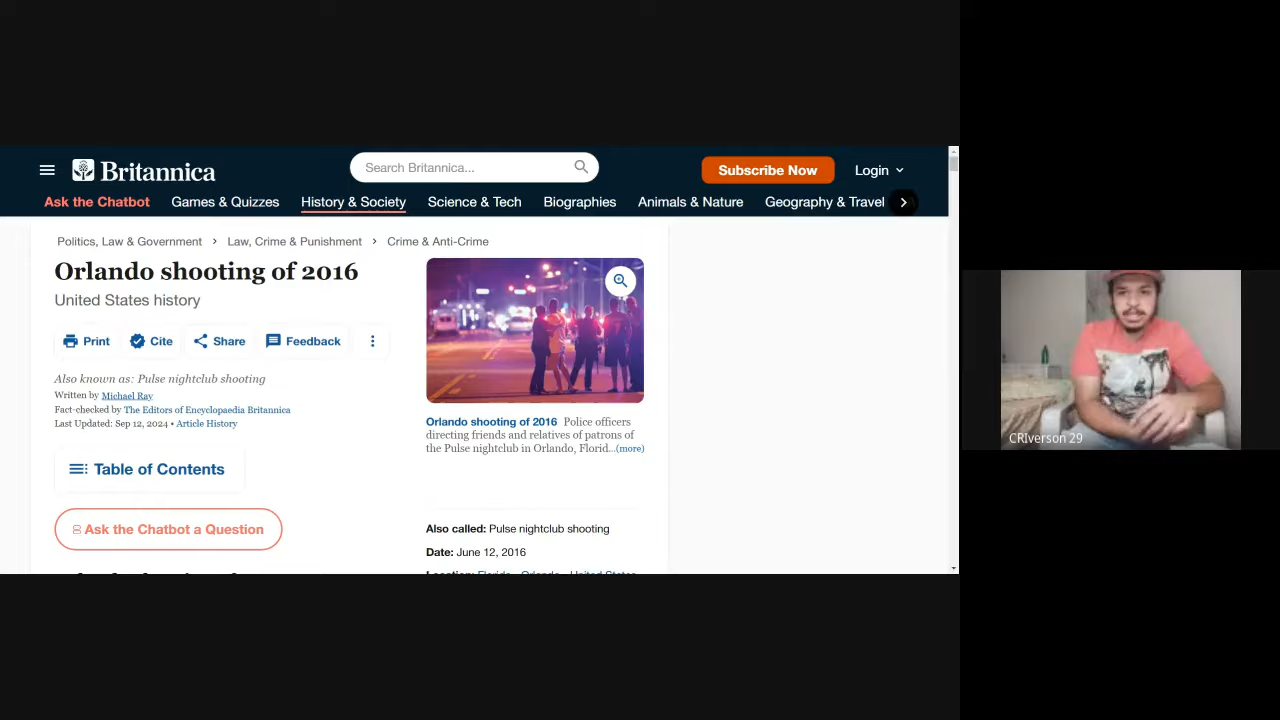 Britannica
Search Britannica...
Subscribe Now
Login
Ask the Chatbot
Games & Quizzes
History & Society
Science & Tech
Biographies
Animals & Nature
Geography & Travel
Politics, Law & Government
Law, Crime & Punishment
Crime & Anti-Crime
Orlando shooting of 2016
United States history
Print
Cite
Share
Feedback
Also known as: Pulse nightclub shooting
Written by Michael Ray
Fact-checked by The Editors of Encyclopaedia Britannica
Last Updated: Sep 12, 2024 • Article History
Table of Contents
Ask the Chatbot a Question
Orlando shooting of 2016 Police officers
directing friends and relatives of patrons of
the Pulse nightclub in Orlando, Florid...(more)
Also called: Pulse nightclub shooting
Date: June 12, 2016
Location: Florida Orlando United States
CRIverson 29